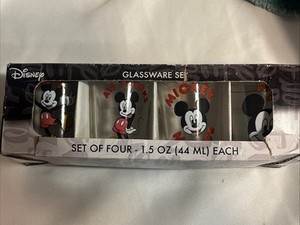 Disney
GLASSWARE SET
MICKEY
SET OF FOUR - 1.5 OZ (44 ML) EACH